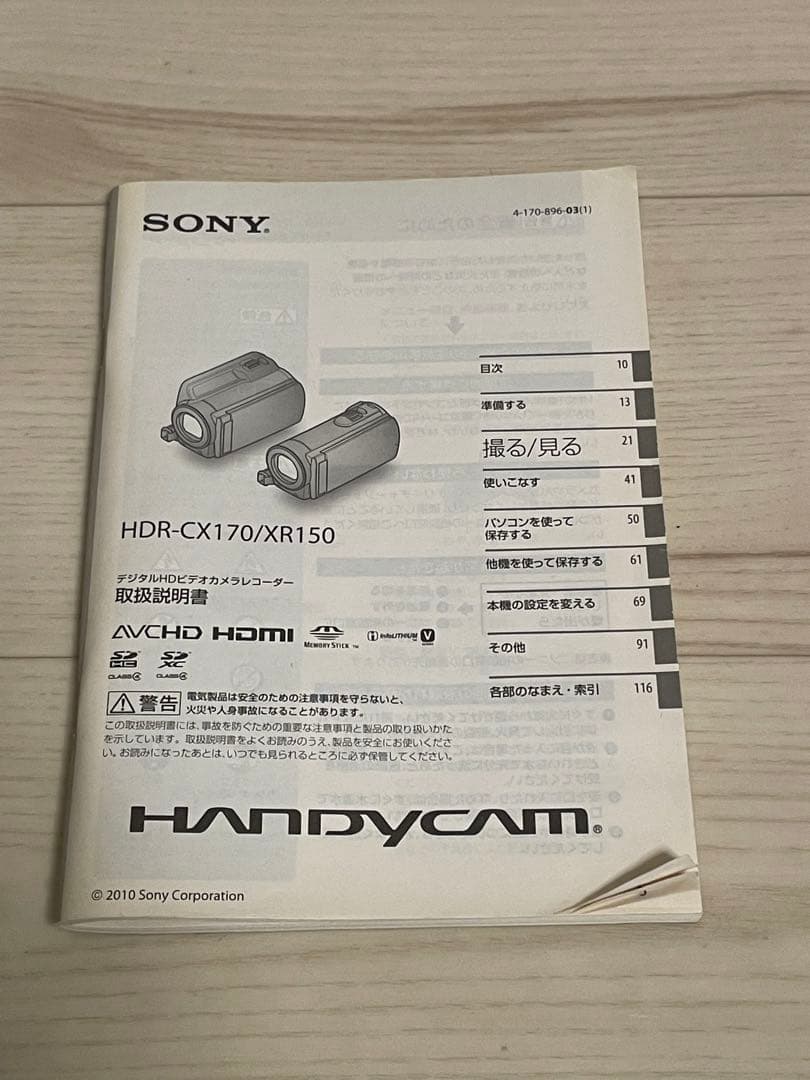 SONY®
4-170-896-03(1)
目次 10
準備する 13
撮る/見る 21
使いこなす 41
パソコンを使って
保存する 50
他機を使って保存する 61
本機の設定を変える 69
その他 91
各部のなまえ・索引 116
HDR-CX170/XR150
デジタルHDビデオカメラレコーダー
取扱説明書
AVCHD HDMI MEMORY STICK ™ InfoLITHIUM ™ V SERIES
SD HC CLASS4 SD XC CLASS4
警告 電気製品は安全のための注意事項を守らないと、
火災や人身事故になることがあります。
この取扱説明書には、事故を防ぐための重要な注意事項と製品の取り扱いかた
を示しています。取扱説明書をよくお読みのうえ、製品を安全にお使いくださ
い。お読みになったあとは、いつでも見られるところに必ず保管してください。
HANDYCAM®
© 2010 Sony Corporation